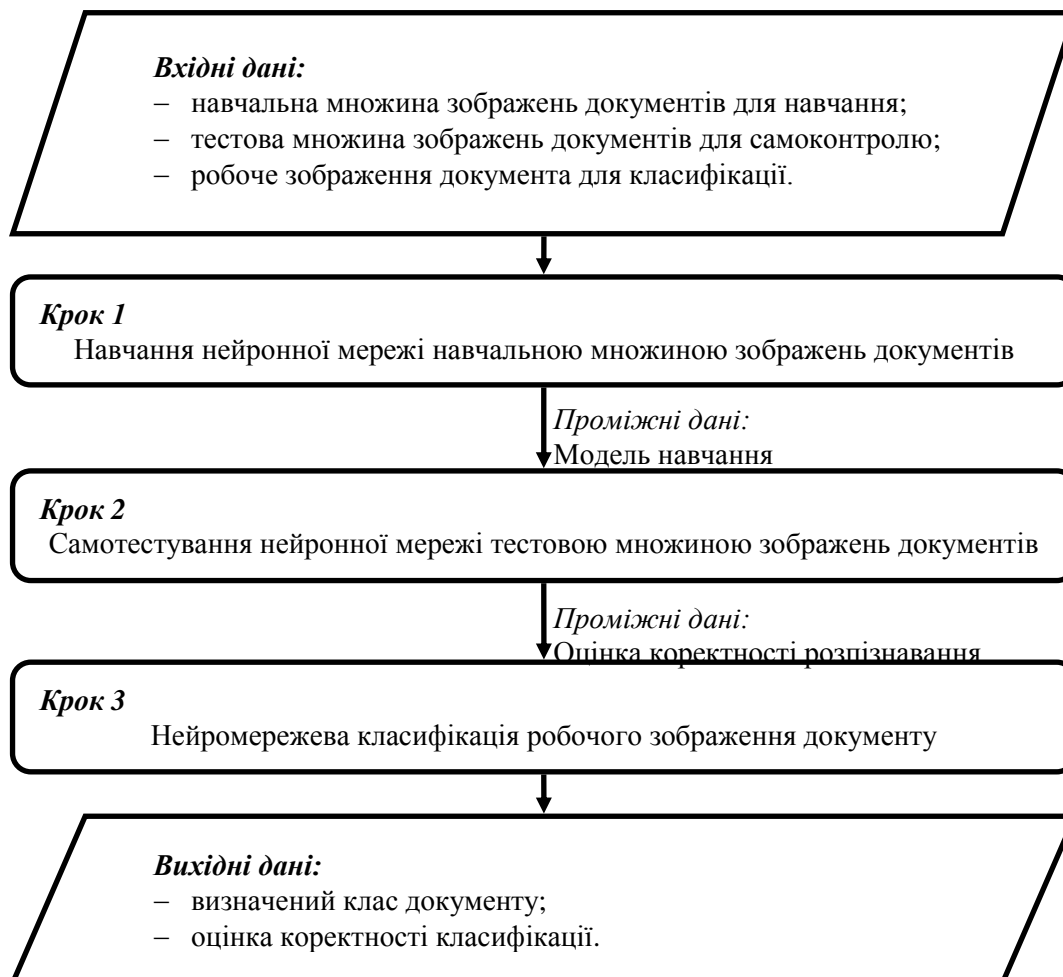 Вхідні дані:
– навчальна множина зображень документів для навчання;
– тестова множина зображень документів для самоконтролю;
– робоче зображення документа для класифікації.
Крок 1
Навчання нейронної мережі навчальною множиною зображень документів
Проміжні дані:
Модель навчання
Крок 2
Самотестування нейронної мережі тестовою множиною зображень документів
Проміжні дані:
Оцінка коректності розпізнавання
Крок 3
Нейромережева класифікація робочого зображення документу
Вихідні дані:
– визначений клас документу;
– оцінка коректності класифікації.